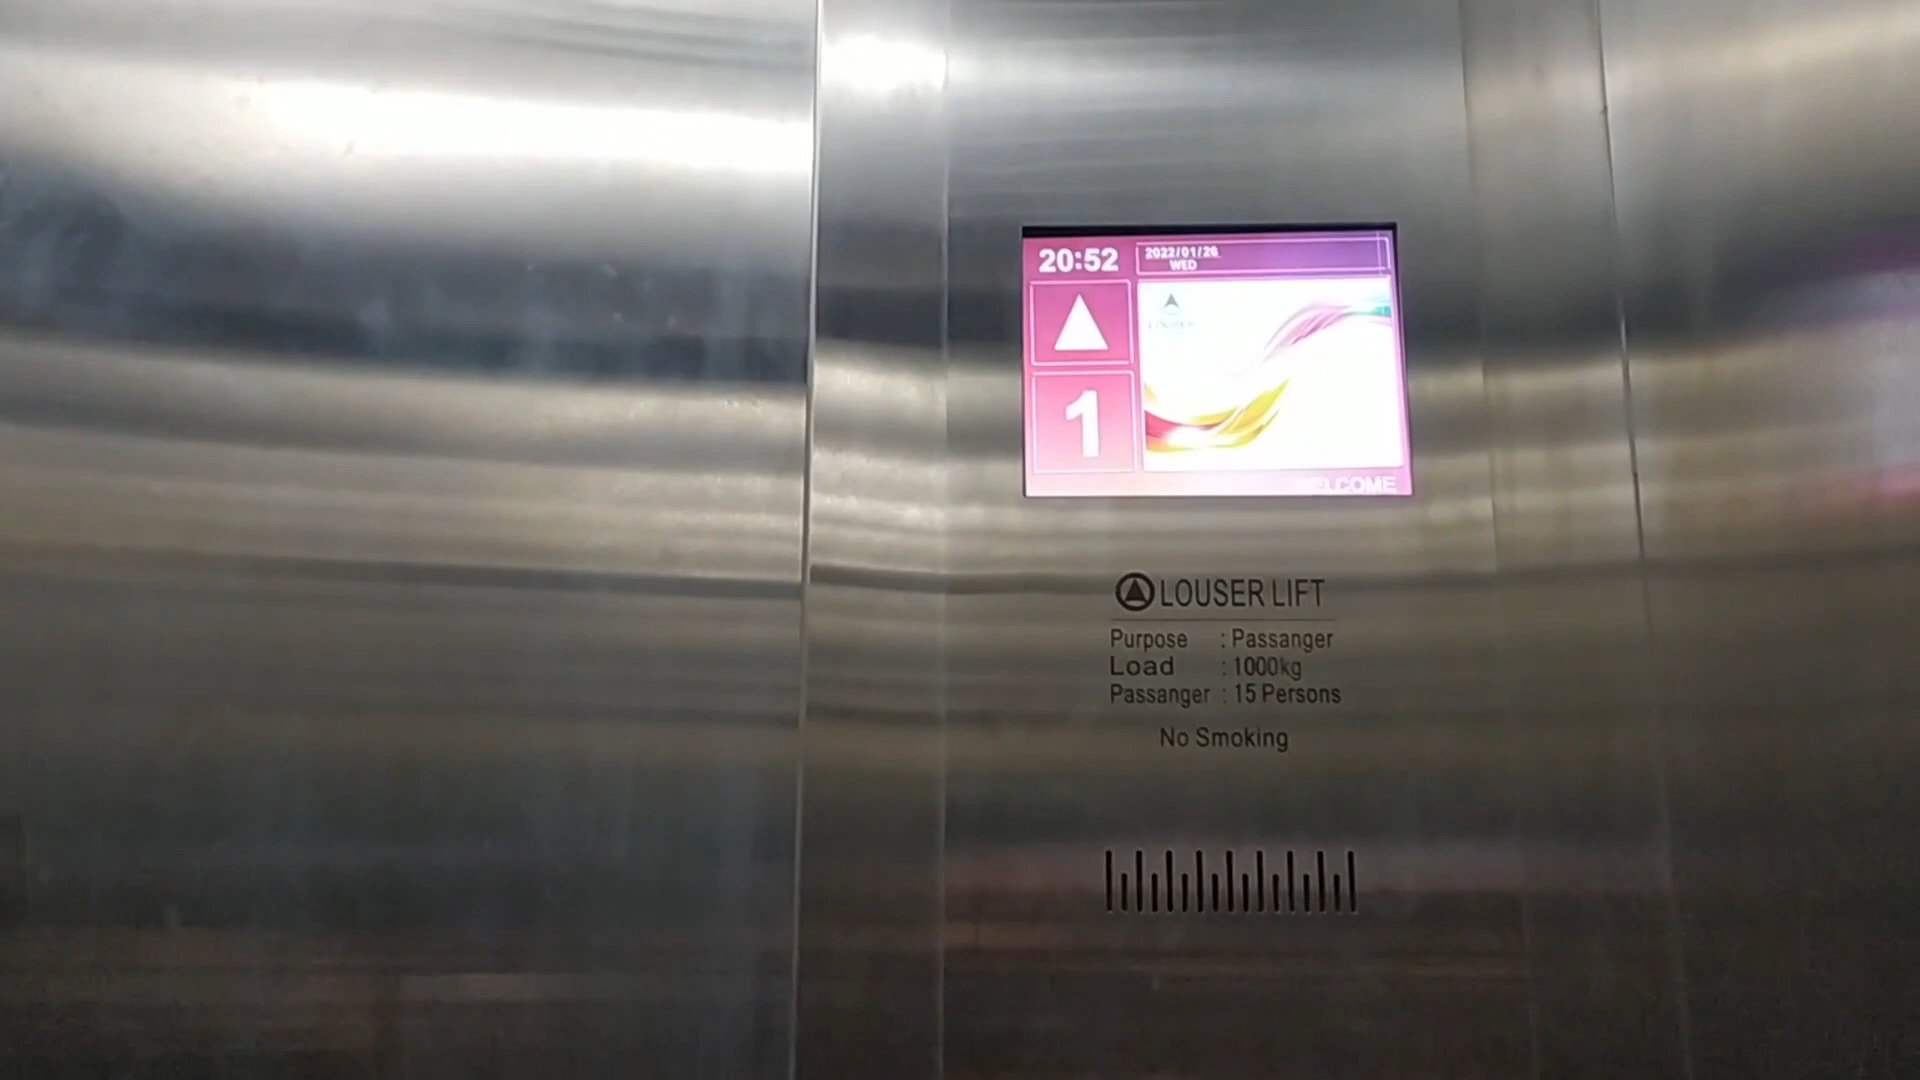 20:52
2022/01/26
WED
1
WELCOME
LOUSER LIFT
Purpose : Passanger
Load : 1000kg
Passanger : 15 Persons
No Smoking